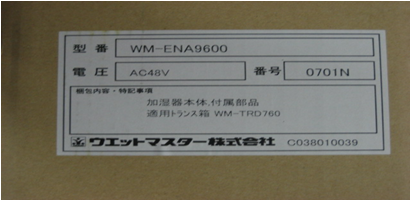 型番 WM-ENA9600
電圧 AC48V 番号 0701N
梱包内容・特記事項
加湿器本体,付属部品
適用トランス箱 WM-TRD760
ウエットマスター株式会社 C038010039